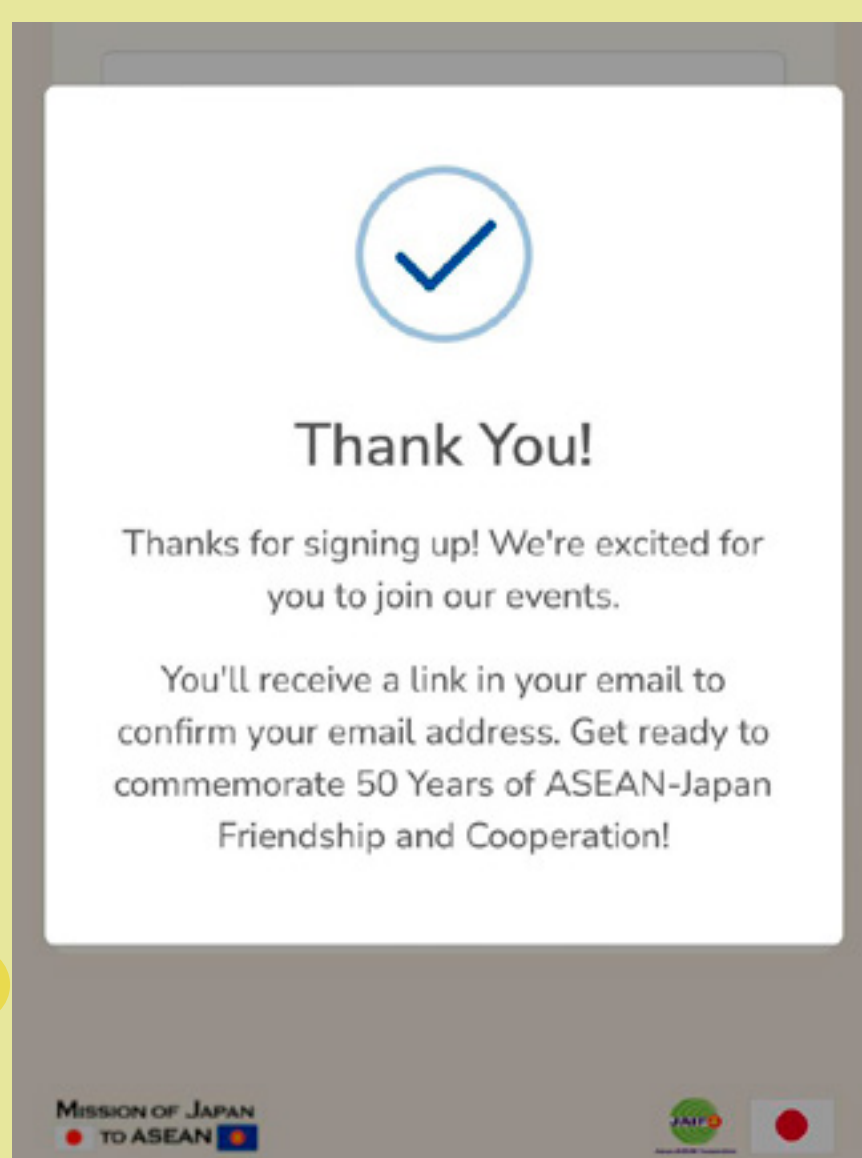 Thank You!
Thanks for signing up! We're excited for
you to join our events.
You'll receive a link in your email to
confirm your email address. Get ready to
commemorate 50 Years of ASEAN-Japan
Friendship and Cooperation!
MISSION OF JAPAN
TO ASEAN
JAIF